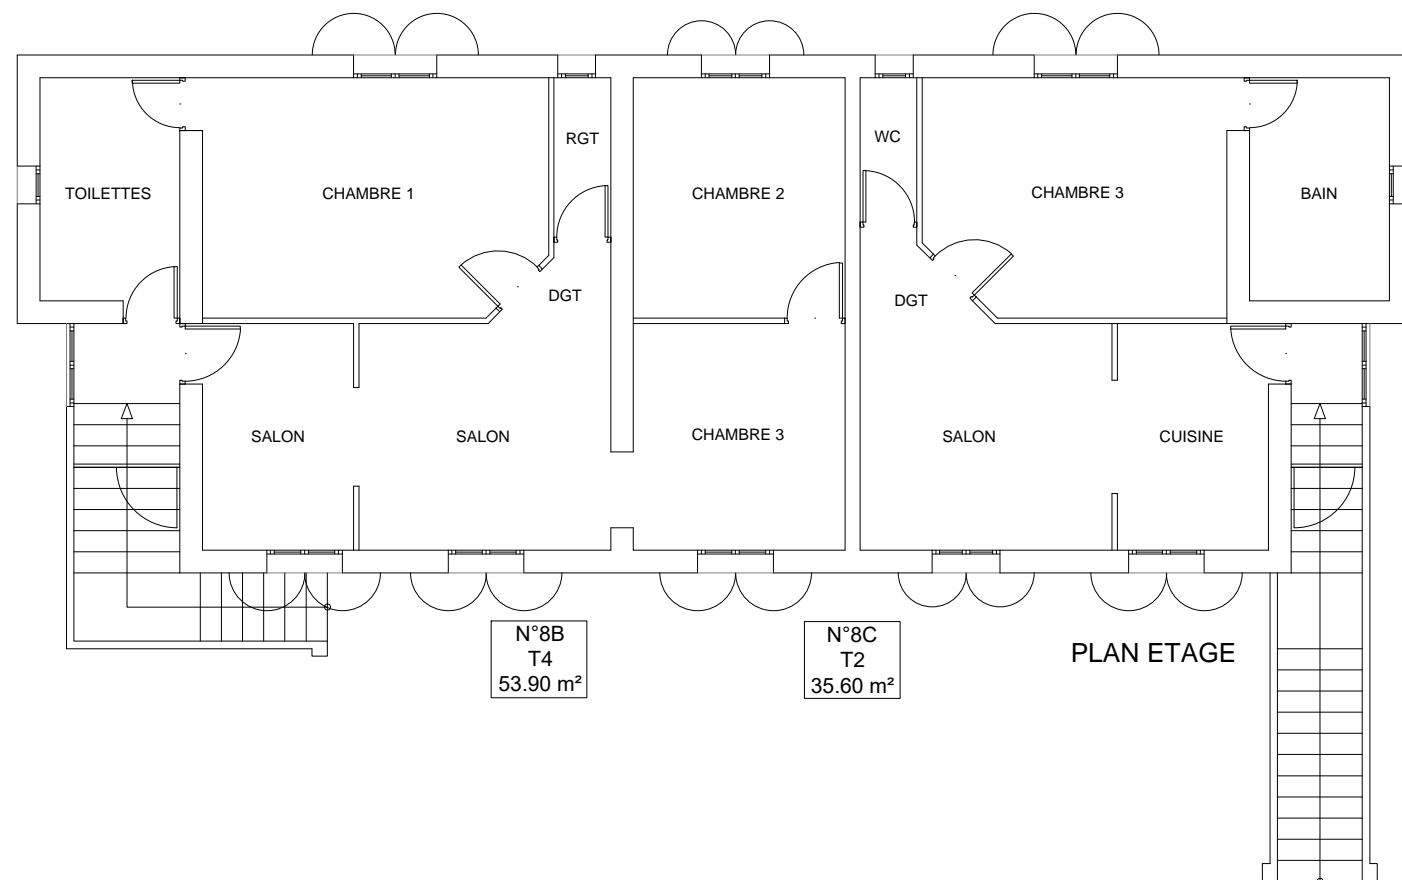 RGT
WC
TOILETTES
CHAMBRE 1
CHAMBRE 2
CHAMBRE 3
BAIN
DGT
DGT
SALON
SALON
CHAMBRE 3
SALON
CUISINE
N°8B
T4
53.90 m²
N°8C
T2
35.60 m²
PLAN ETAGE